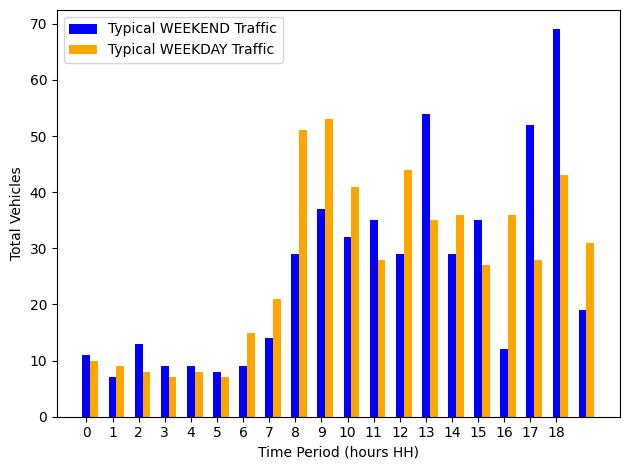 Typical WEEKEND Traffic
Typical WEEKDAY Traffic
70
60
50
40
30
20
10
0
Total Vehicles
0 1 2 3 4 5 6 7 8 9 10 11 12 13 14 15 16 17 18
Time Period (hours HH)